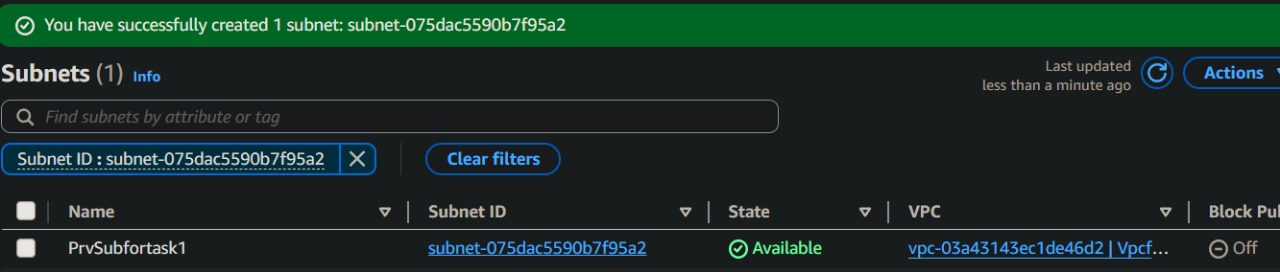 You have successfully created 1 subnet: subnet-075dac5590b7f95a2
Subnets (1) Info
Last updated
less than a minute ago
Actions
Find subnets by attribute or tag
Subnet ID : subnet-075dac5590b7f95a2
Clear filters
Name Subnet ID State VPC Block Pu
PrvSubfortask1 subnet-075dac5590b7f95a2 Available vpc-03a43143ec1de46d2 | Vpcf… Off